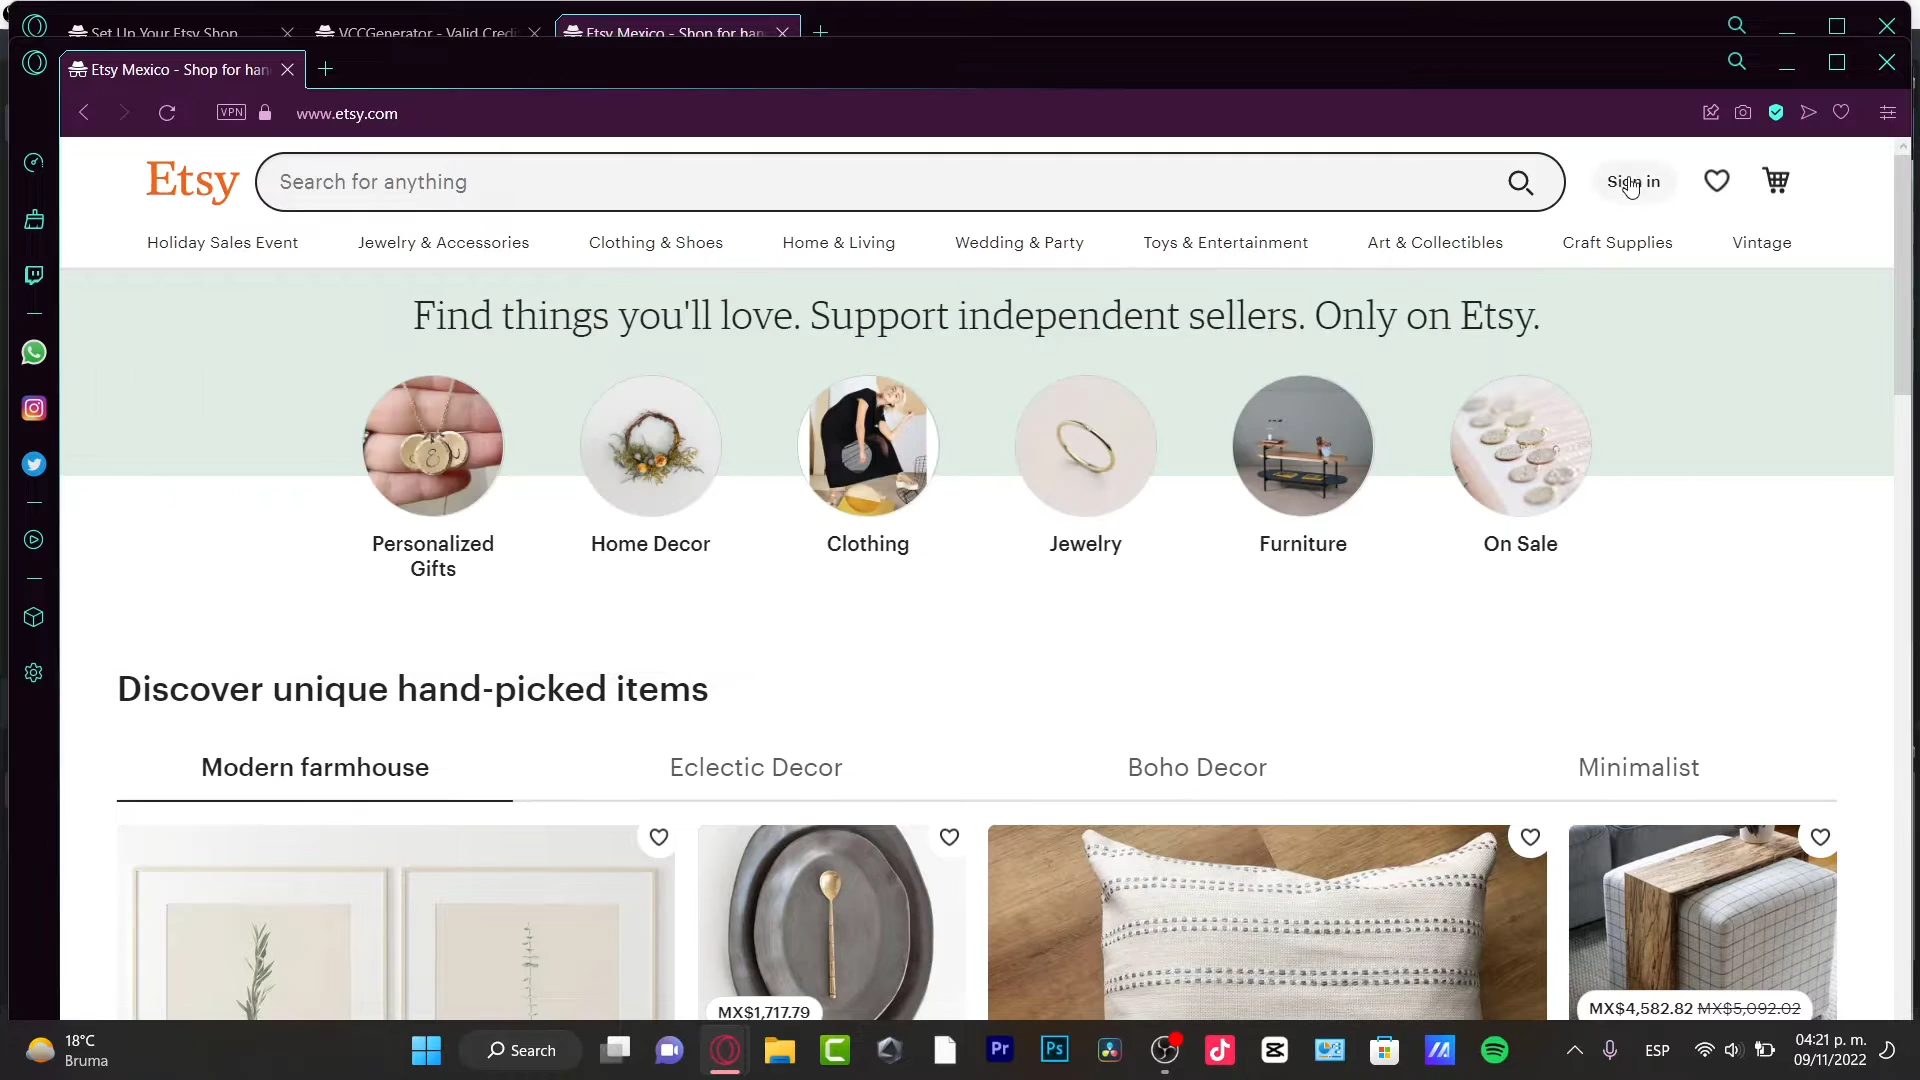 Set Up Your Etsy Shop
VCCGenerator - Valid Credi
Etsy Mexico - Shop for han
Etsy Mexico - Shop for han
VPN
www.etsy.com
Etsy
Search for anything
Sign in
Holiday Sales Event
Jewelry & Accessories
Clothing & Shoes
Home & Living
Wedding & Party
Toys & Entertainment
Art & Collectibles
Craft Supplies
Vintage
Find things you'll love. Support independent sellers. Only on Etsy.
Personalized
Gifts
Home Decor
Clothing
Jewelry
Furniture
On Sale
Discover unique hand-picked items
Modern farmhouse
Eclectic Decor
Boho Decor
Minimalist
MX$1,717.79
MX$4,582.82 MX$5,092.02
18°C
Bruma
Search
Pr
Ps
ESP
04:21 p. m.
09/11/2022